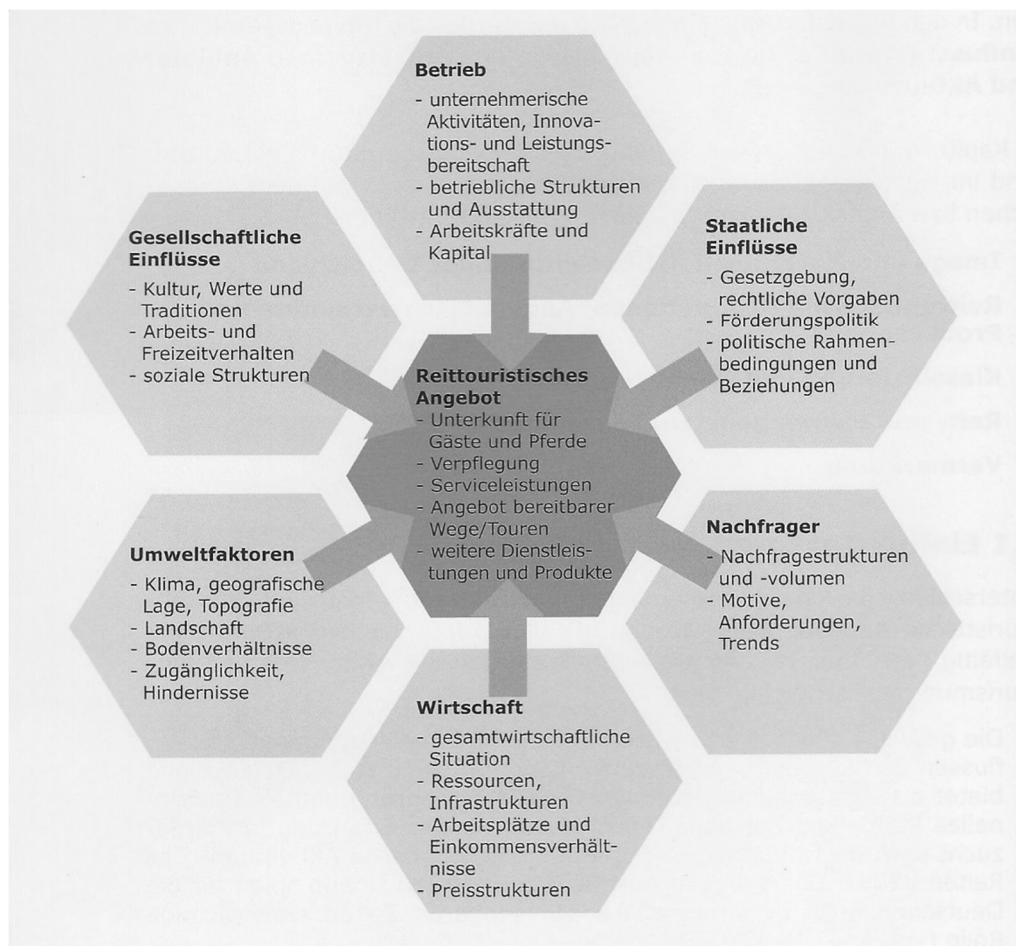 Betrieb
- unternehmerische
Aktivitäten, Innova-
tions- und Leistungs-
bereitschaft
- betriebliche Strukturen
und Ausstattung
- Arbeitskräfte und
Kapital
Gesellschaftliche
Einflüsse
- Kultur, Werte und
Traditionen
- Arbeits- und
Freizeitverhalten
- soziale Strukturen
Staatliche
Einflüsse
- Gesetzgebung,
rechtliche Vorgaben
- Förderungspolitik
- politische Rahmen-
bedingungen und
Beziehungen
Reittouristisches
Angebot
- Unterkunft für
Gäste und Pferde
- Verpflegung
- Serviceleistungen
- Angebot bereitbarer
Wege/Touren
- weitere Dienstleis-
tungen und Produkte
Umweltfaktoren
- Klima, geografische
Lage, Topografie
- Landschaft
- Bodenverhältnisse
- Zugänglichkeit,
Hindernisse
Nachfrager
- Nachfragestrukturen
und -volumen
- Motive,
Anforderungen,
Trends
Wirtschaft
- gesamtwirtschaftliche
Situation
- Ressourcen,
Infrastrukturen
- Arbeitsplätze und
Einkommensverhält-
nisse
- Preisstrukturen